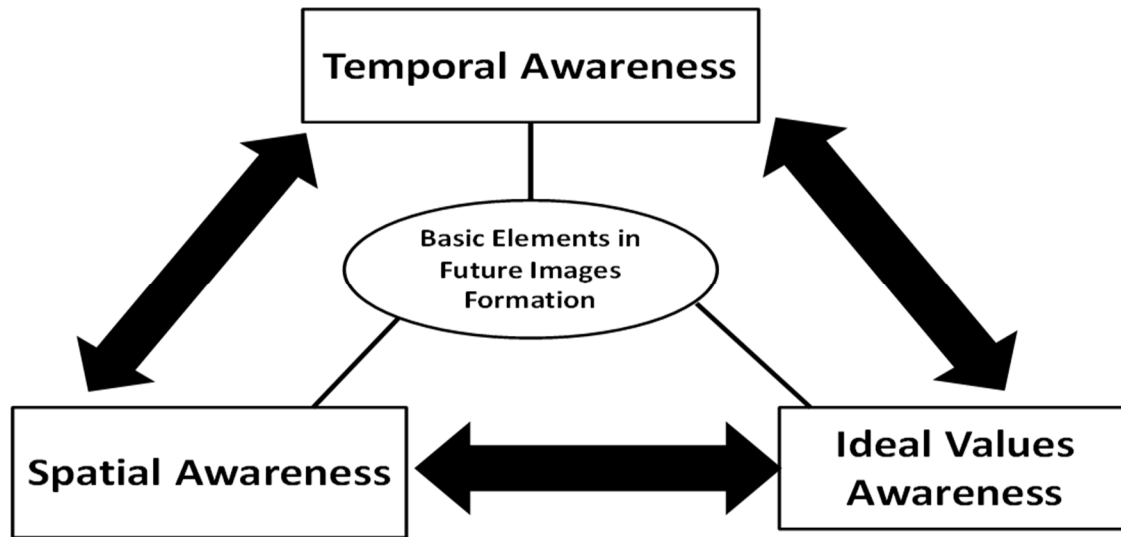 Temporal Awareness
Basic Elements in
Future Images
Formation
Spatial Awareness
Ideal Values
Awareness